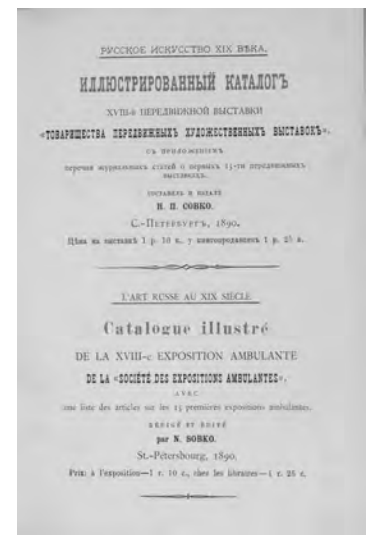 РУССКОЕ ИСКУССТВО XIX ВѢКА.
ИЛЛЮСТРИРОВАННЫЙ КАТАЛОГЪ
XVIII-й ПЕРЕДВИЖНОЙ ВЫСТАВКИ
«ТОВАРИЩЕСТВА ПЕРЕДВИЖНЫХЪ ХУДОЖЕСТВЕННЫХЪ ВЫСТАВОКЪ».
СЪ ПРИЛОЖЕНІЕМЪ
перечня журнальныхъ статей о первыхъ 15-ти передвижныхъ
выставкахъ.
СОСТАВИЛЪ И ИЗДАЛЪ
Н. П. СОБКО.
С.-ПЕТЕРБУРГЪ, 1890.
Цѣна на выставкѣ 1 р. 10 к., у книгопродавцевъ 1 р. 25 к.
L'ART RUSSE AU XIX SIÈCLE.
Catalogue illustré
DE LA XVIII-e EXPOSITION AMBULANTE
DE LA «SOCIÉTÉ DES EXPOSITIONS AMBULANTES».
AVEC
une liste des articles sur les 15 premières expositions ambulantes.
RÉDIGÉ ET ÉDITÉ
par N. SOBKO.
St.-Pétersbourg, 1890.
Prix: à l'exposition—1 r. 10 c., chez les libraires—1 r. 25 c.